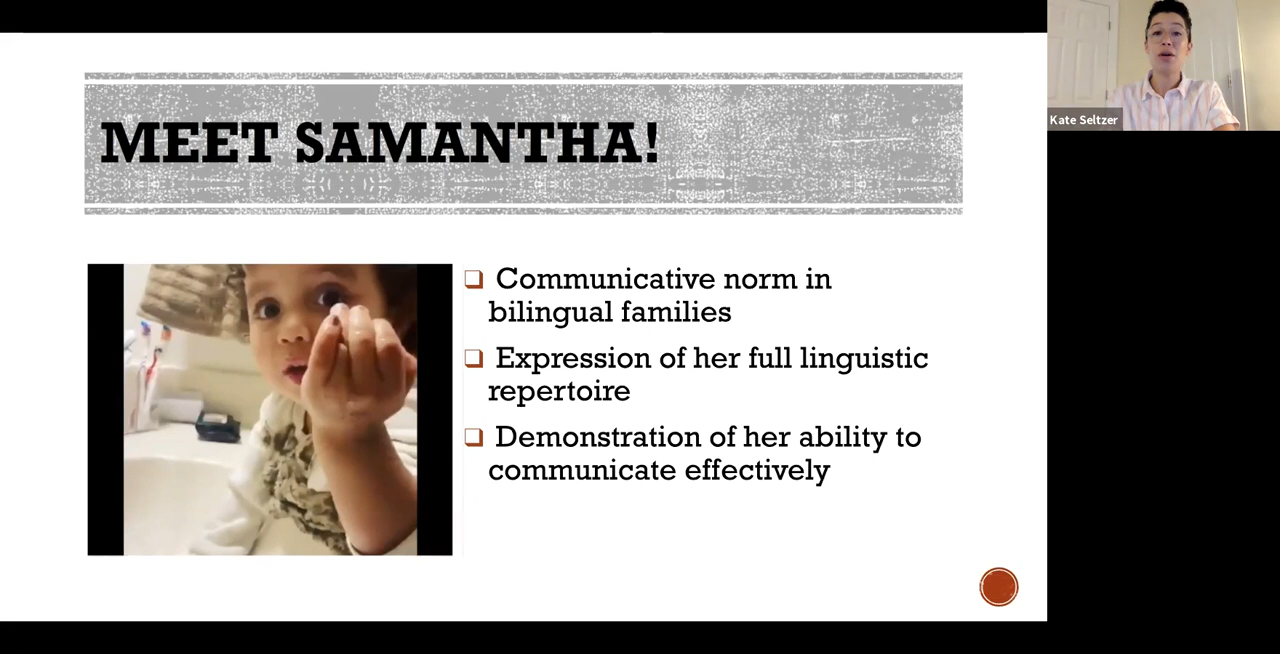 MEET SAMANTHA!
Communicative norm in
bilingual families
Expression of her full linguistic
repertoire
Demonstration of her ability to
communicate effectively
Kate Seltzer